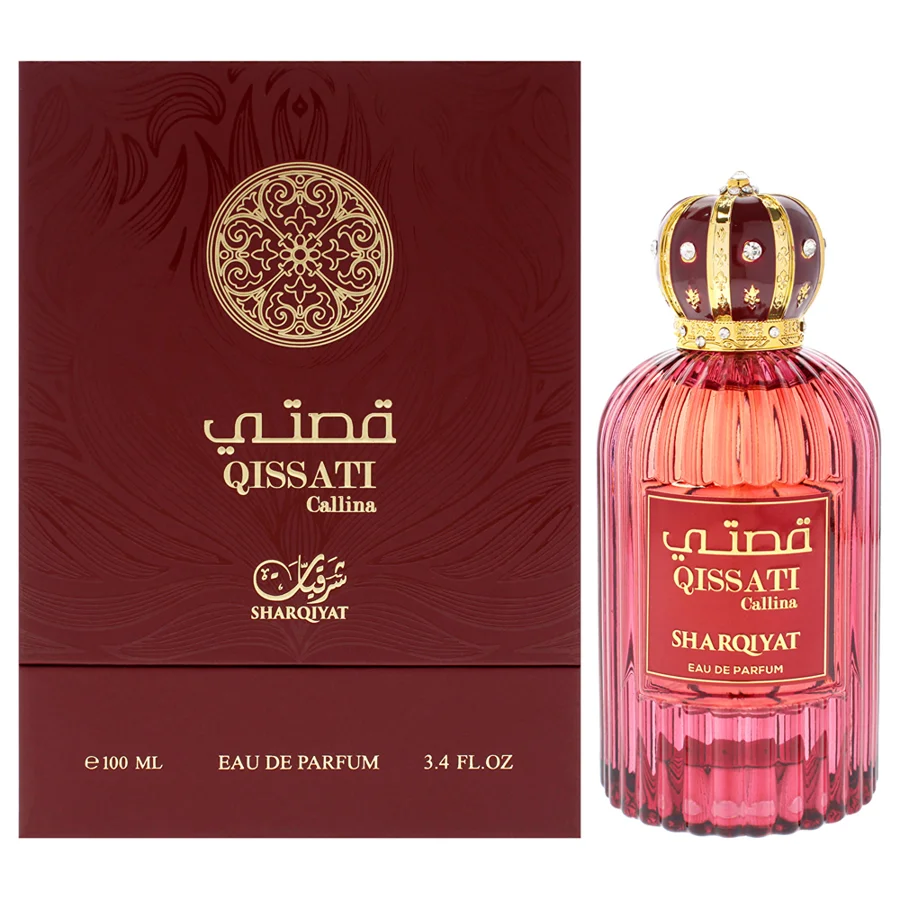 قصتي
QISSATI
Callina
شرقيات
SHARQIYAT
℮100 ML EAU DE PARFUM 3.4 FL.OZ
قصتي
QISSATI
Callina
SHARQIYAT
EAU DE PARFUM